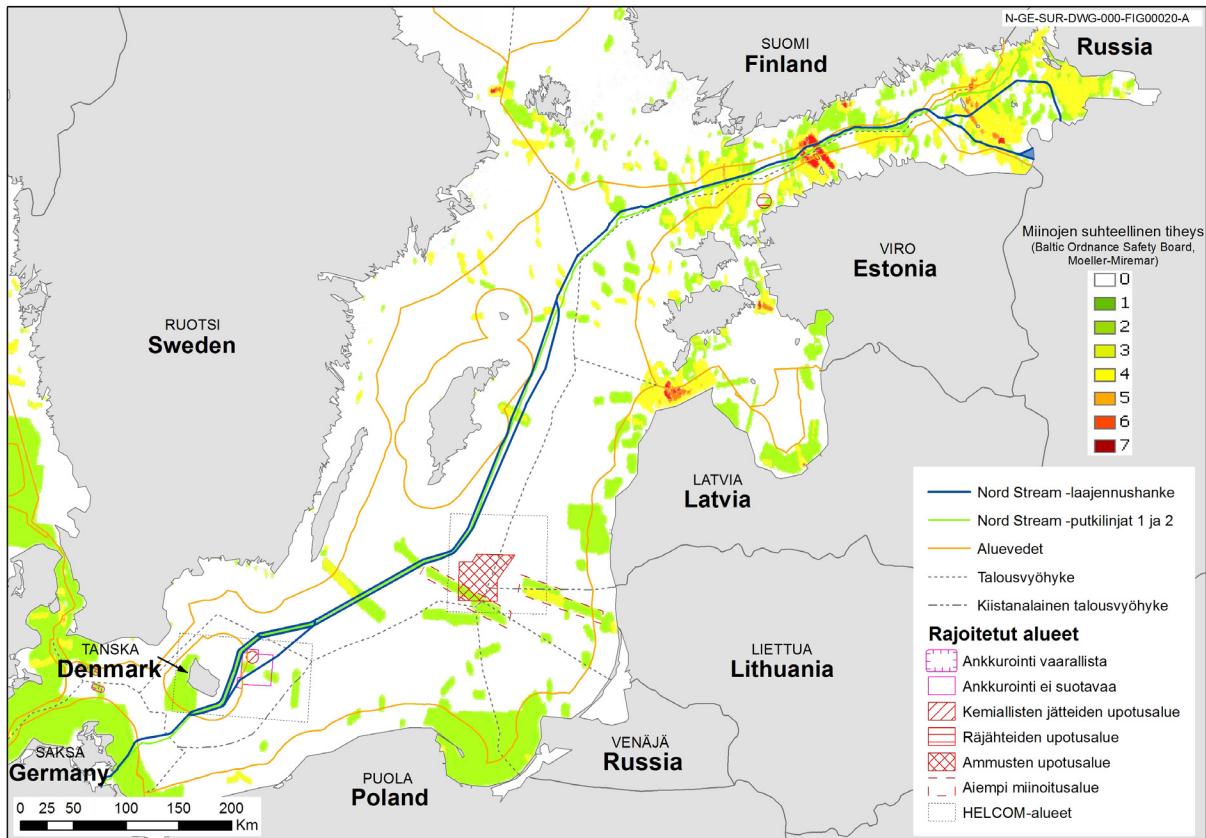 N-GE-SUR-DWG-000-FIG00020-A
SUOMI
Finland
Russia
VIRO
Estonia
RUOTSI
Sweden
LATVIA
Latvia
LIETTUA
Lithuania
TANSKA
Denmark
SAKSA
Germany
PUOLA
Poland
VENÄJÄ
Russia
Miinojen suhteellinen tiheys
(Baltic Ordnance Safety Board,
Moeller-Miremar)
0
1
2
3
4
5
6
7
Nord Stream -laajennushanke
Nord Stream -putkilinjat 1 ja 2
Aluevedet
Talousvyöhyke
Kiistanalainen talousvyöhyke
Rajoitetut alueet
Ankkurointi vaarallista
Ankkurointi ei suotavaa
Kemiallisten jätteiden upotusalue
Räjähteiden upotusalue
Ammusten upotusalue
Aiempi miinoitusalue
HELCOM-alueet
0 25 50 100 150 200
Km